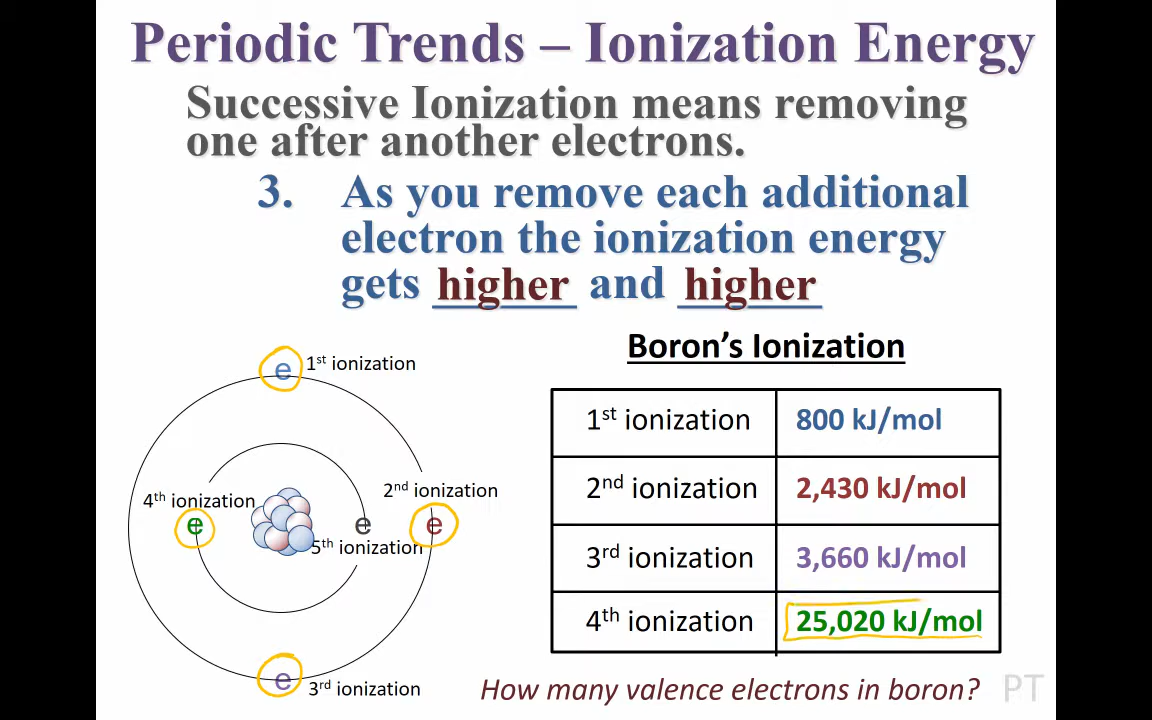 Periodic Trends – Ionization Energy
Successive Ionization means removing
one after another electrons.
3. As you remove each additional
electron the ionization energy
gets higher and higher
Boron's Ionization
e 1st ionization
4th ionization
e
e
5th ionization
2nd ionization
e
e 3rd ionization
1st ionization 800 kJ/mol
2nd ionization 2,430 kJ/mol
3rd ionization 3,660 kJ/mol
4th ionization 25,020 kJ/mol
How many valence electrons in boron?
PT